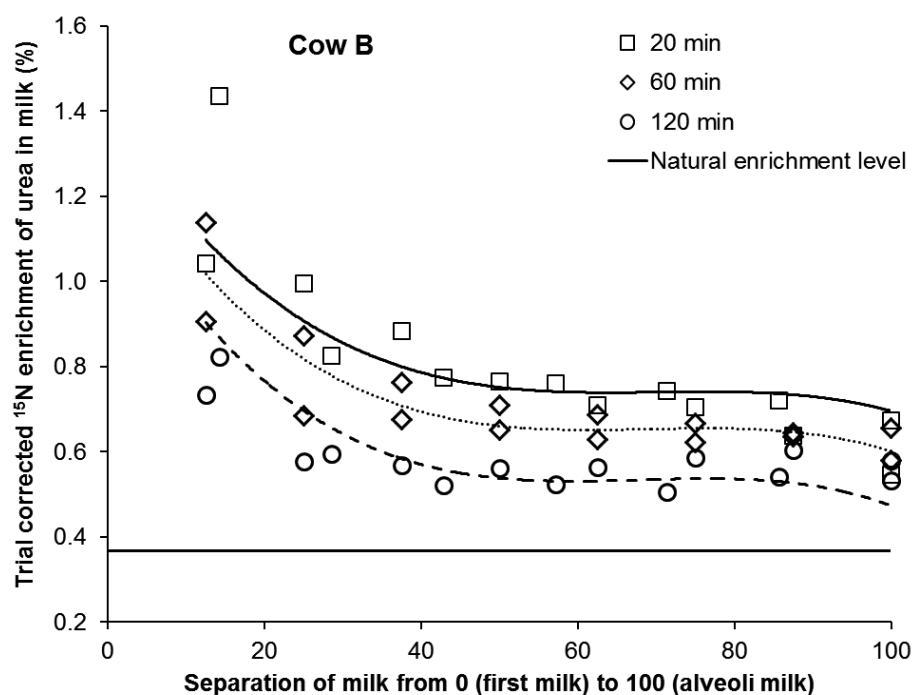 Cow B
20 min
60 min
120 min
Natural enrichment level
Trial corrected ¹⁵N enrichment of urea in milk (%)
1.6
1.4
1.2
1.0
0.8
0.6
0.4
0.2
0 20 40 60 80 100
Separation of milk from 0 (first milk) to 100 (alveoli milk)